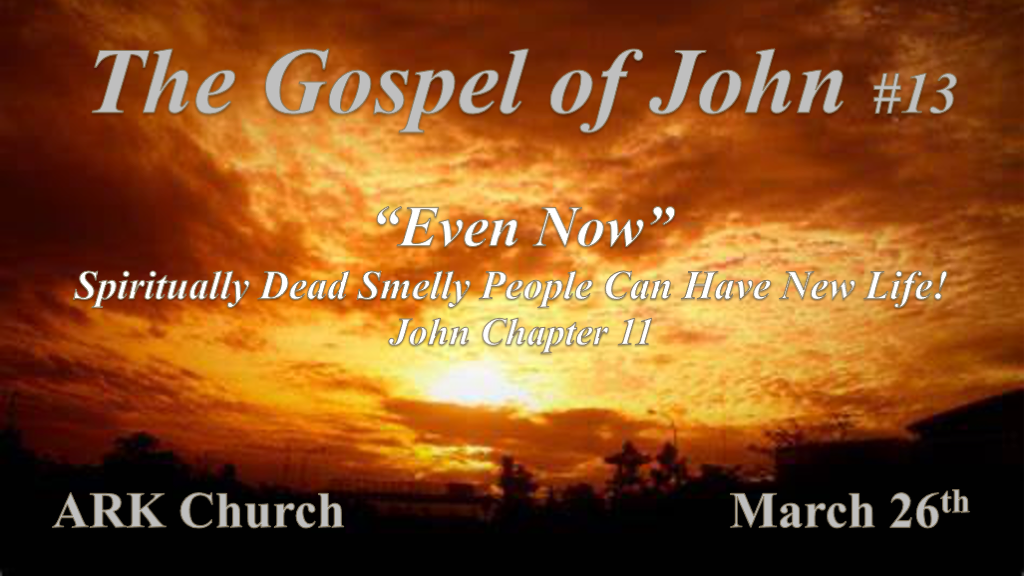 The Gospel of John #13
“Even Now”
Spiritually Dead Smelly People Can Have New Life!
John Chapter 11
ARK Church
March 26th